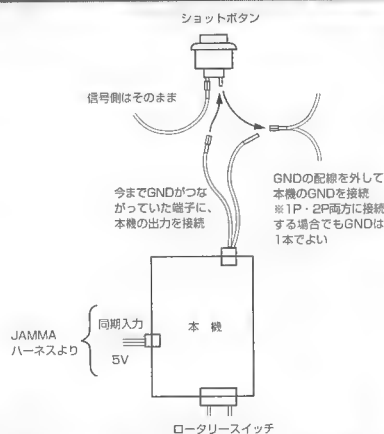 ショットボタン
信号側はそのまま
今までGNDがつな
がっていた端子に、
本機の出力を接続
GNDの配線を外して
本機のGNDを接続
※1P・2P両方に接続
する場合でもGNDは
1本でよい
JAMMA
ハーネスより
同期入力
5V
本 機
ロータリースイッチ